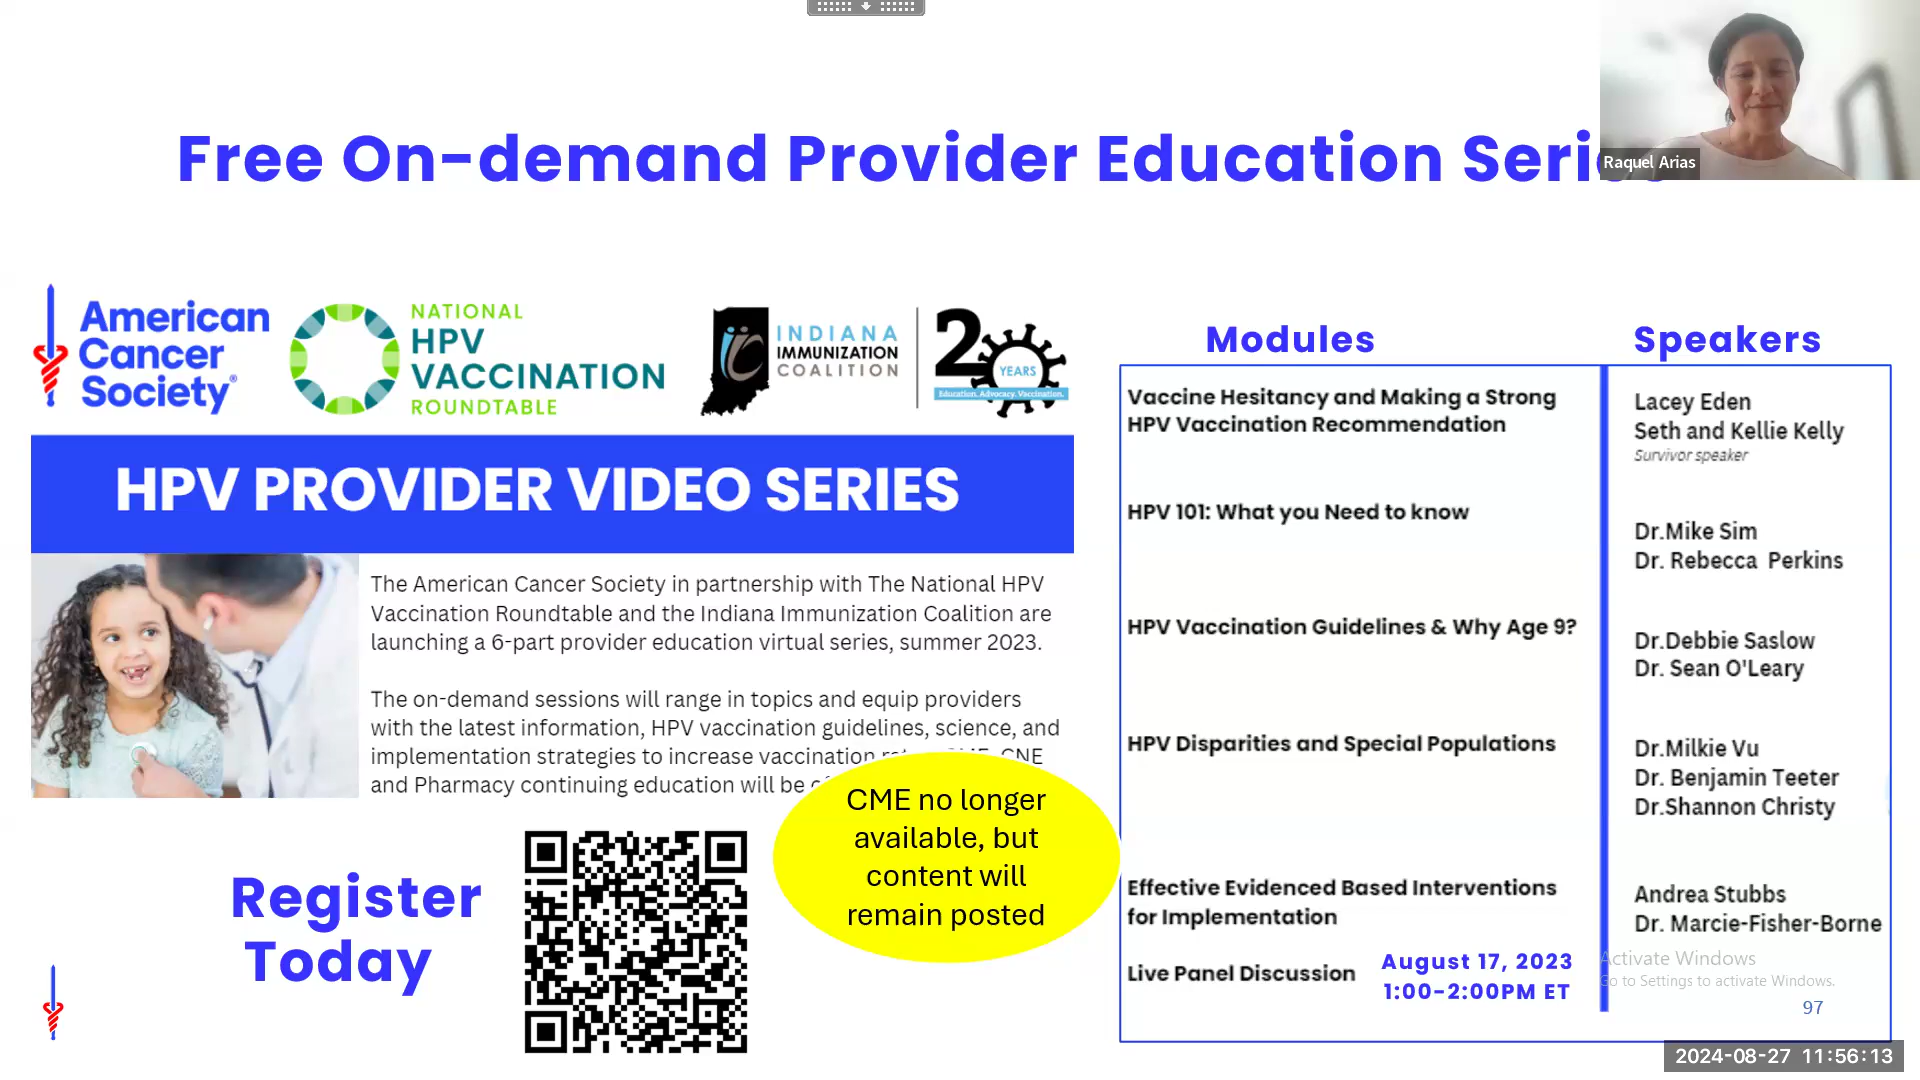 Free On-demand Provider Education Seri
Raquel Arias
American
Cancer
Society®
NATIONAL
HPV
VACCINATION
ROUNDTABLE
INDIANA
IMMUNIZATION
COALITION
20
YEARS
Education. Advocacy. Vaccination.
HPV PROVIDER VIDEO SERIES
The American Cancer Society in partnership with The National HPV
Vaccination Roundtable and the Indiana Immunization Coalition are
launching a 6-part provider education virtual series, summer 2023.
The on-demand sessions will range in topics and equip providers
with the latest information, HPV vaccination guidelines, science, and
implementation strategies to increase vaccination CNE
and Pharmacy continuing education will be
CME no longer
available, but
content will
remain posted
Register
Today
Modules
Speakers
Vaccine Hesitancy and Making a Strong
HPV Vaccination Recommendation
Lacey Eden
Seth and Kellie Kelly
Survivor speaker
HPV 101: What you Need to know
Dr.Mike Sim
Dr. Rebecca Perkins
HPV Vaccination Guidelines & Why Age 9?
Dr.Debbie Saslow
Dr. Sean O'Leary
HPV Disparities and Special Populations
Dr.Milkie Vu
Dr. Benjamin Teeter
Dr.Shannon Christy
Effective Evidenced Based Interventions
for Implementation
Andrea Stubbs
Dr. Marcie-Fisher-Borne
Live Panel Discussion
August 17, 2023
1:00-2:00PM ET
Activate Windows
Go to Settings to activate Windows.
97
2024-08-27 11:56:13